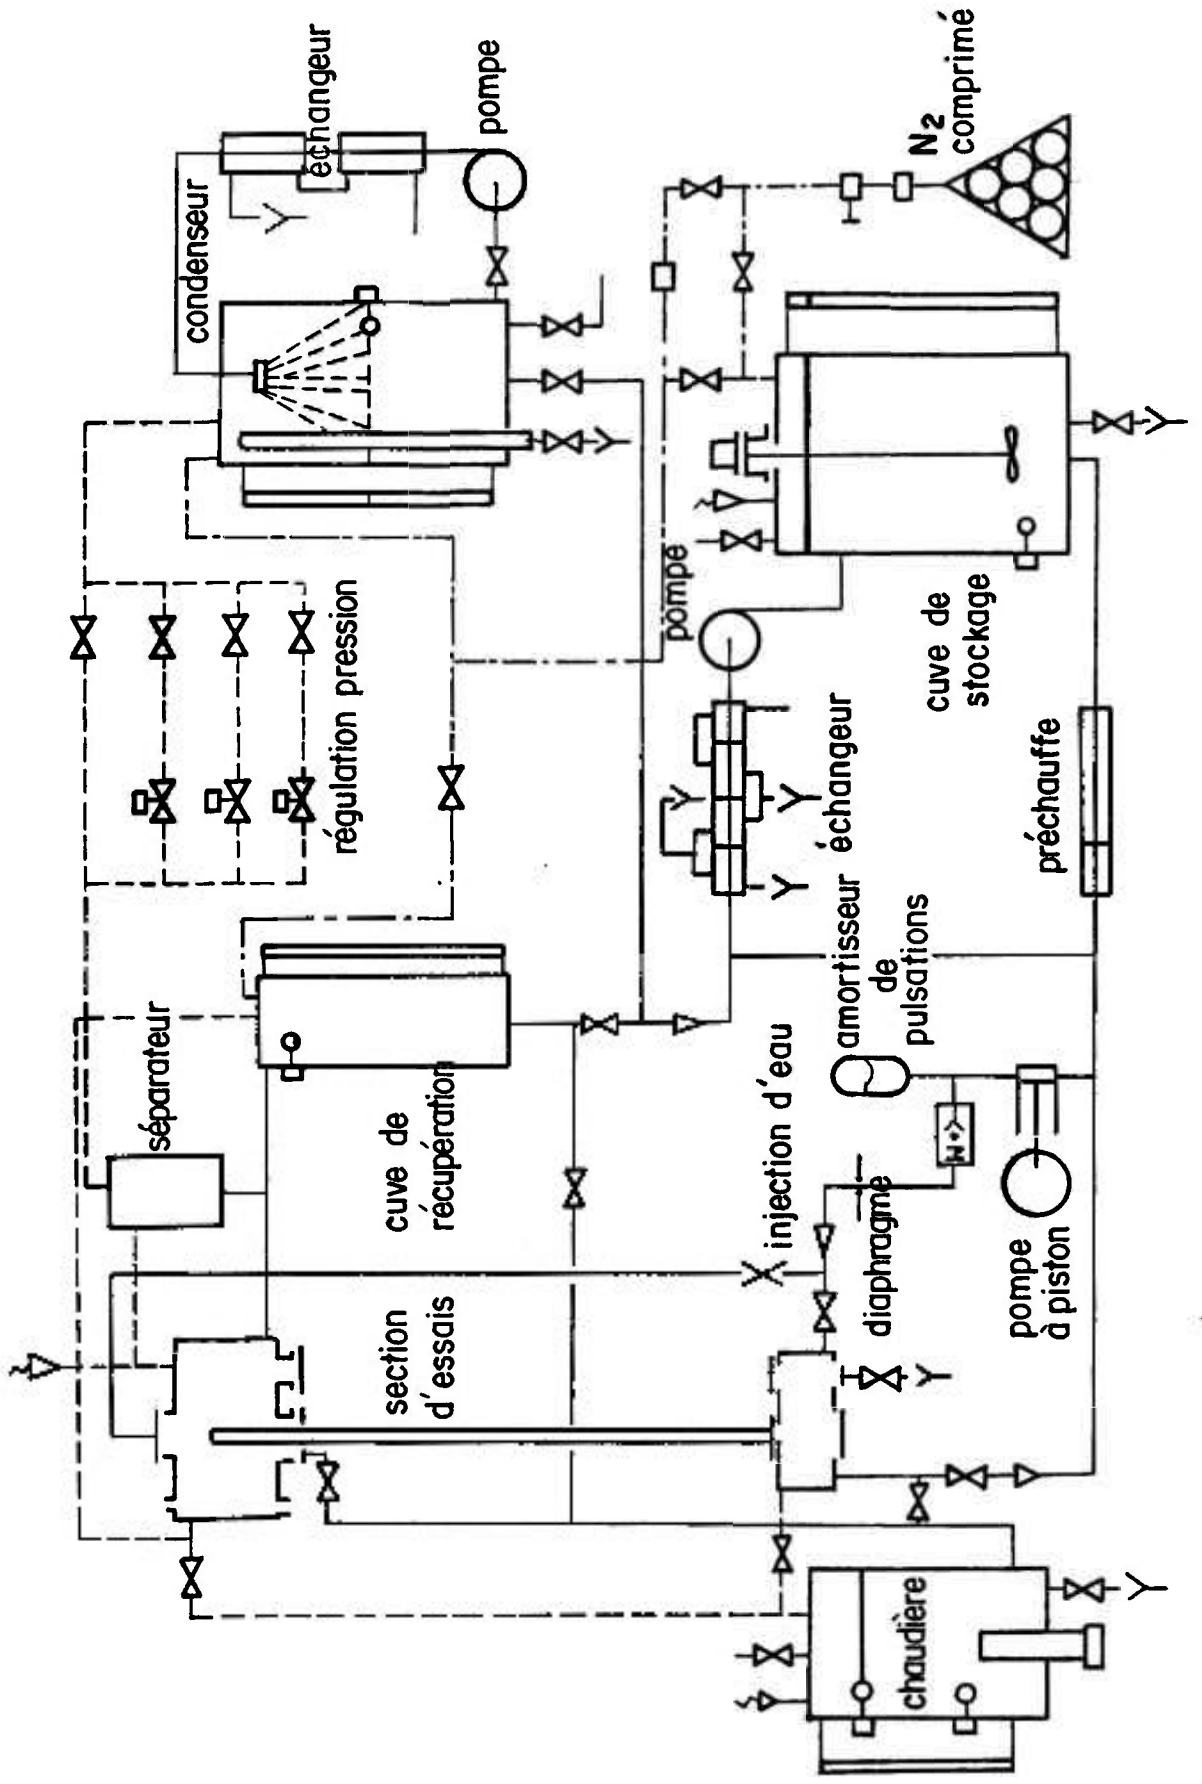 échangeur
pompe
condenseur
N2
comprimé
régulation pression
séparateur
pompe
cuve de
stockage
échangeur
préchauffe
cuve de
récupération
amortisseur
de
pulsations
injection d'eau
section
d'essais
diaphragme
pompe
à piston
chaudière